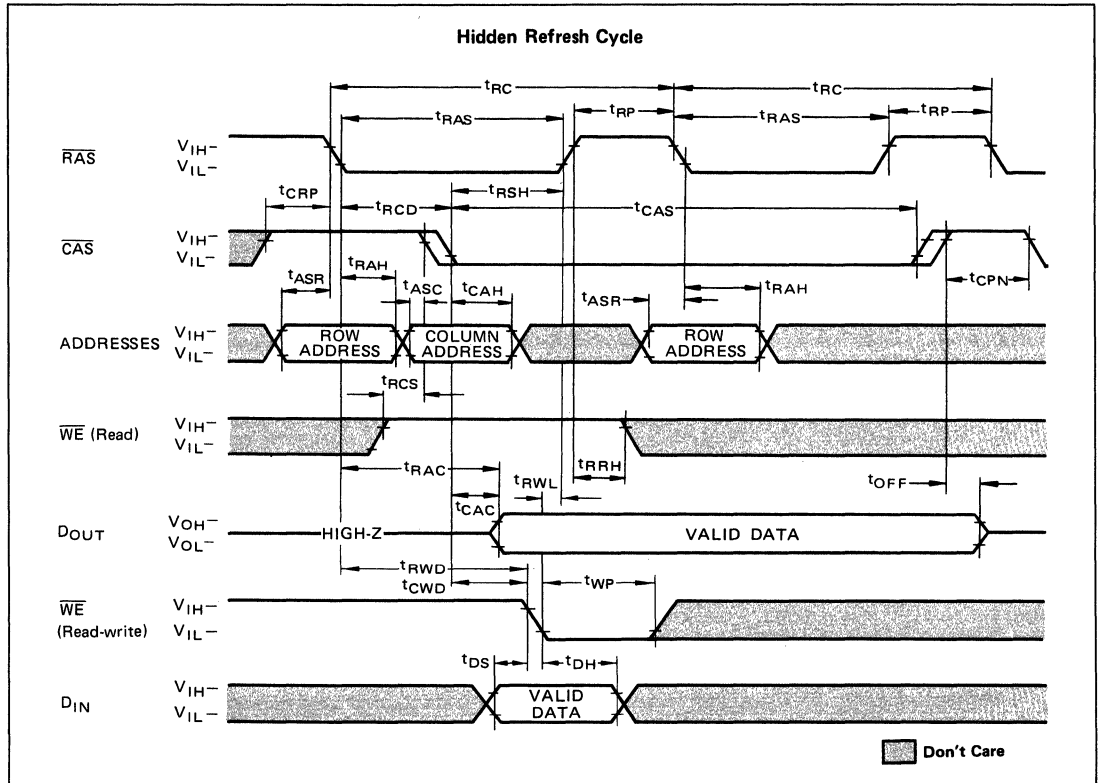 Hidden Refresh Cycle
tRC tRC
tRAS tRP tRAS tRP
RAS VIH–
VIL–
tCRP tRCD tRSH tCAS
CAS VIH–
VIL–
tASR tRAH tASC tCAH tASR tRAH tCPN
ADDRESSES VIH–
VIL–
ROW ADDRESS
COLUMN ADDRESS
ROW ADDRESS
tRCS
WE (Read) VIH–
VIL–
tRAC tCAC tRWL tRRH tOFF
DOUT VOH–
VOL–
HIGH-Z VALID DATA
tRWD
tCWD tWP
WE (Read-write) VIH–
VIL–
tDS tDH
DIN VIH–
VIL–
VALID DATA
Don't Care